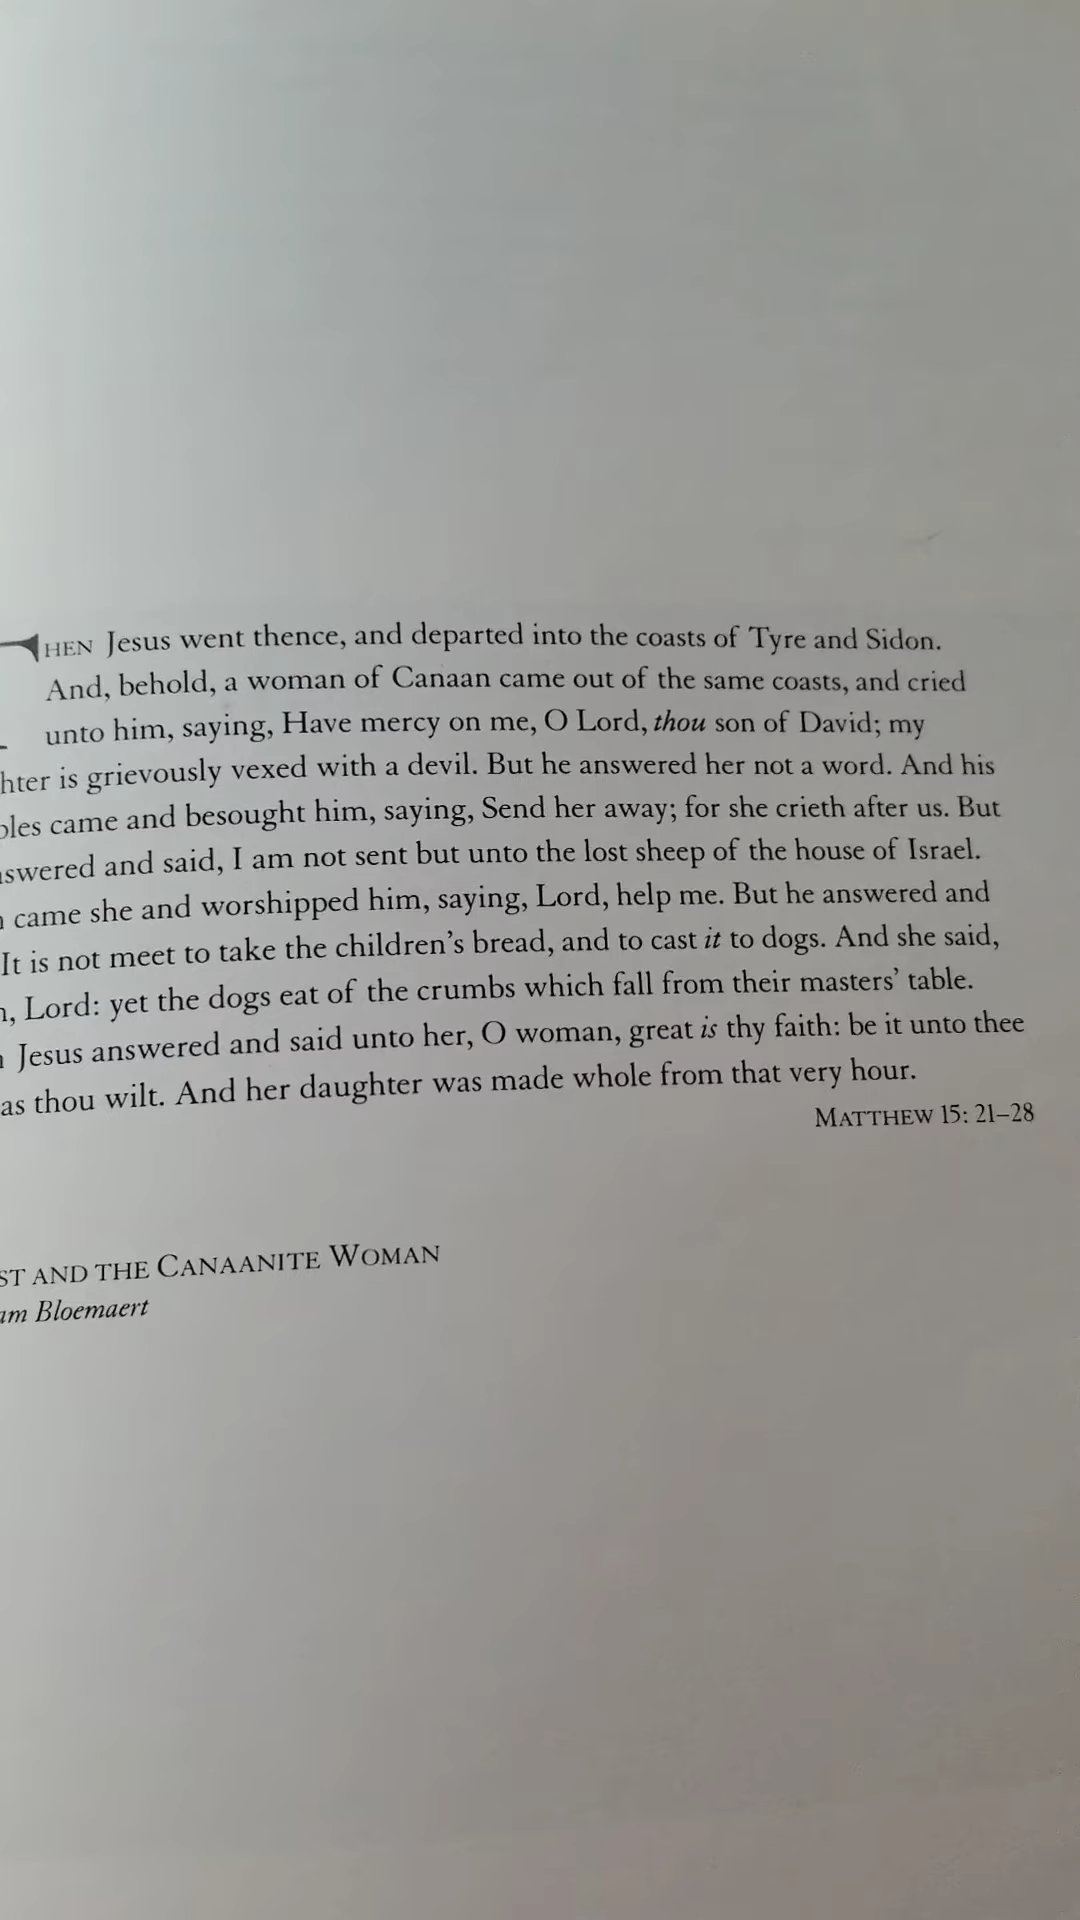 HEN Jesus went thence, and departed into the coasts of Tyre and Sidon.
And, behold, a woman of Canaan came out of the same coasts, and cried
unto him, saying, Have mercy on me, O Lord, thou son of David; my
hter is grievously vexed with a devil. But he answered her not a word. And his
ples came and besought him, saying, Send her away; for she crieth after us. But
nswered and said, I am not sent but unto the lost sheep of the house of Israel.
came she and worshipped him, saying, Lord, help me. But he answered and
It is not meet to take the children's bread, and to cast it to dogs. And she said,
h, Lord: yet the dogs eat of the crumbs which fall from their masters' table.
Jesus answered and said unto her, O woman, great is thy faith: be it unto thee
as thou wilt. And her daughter was made whole from that very hour.
MATTHEW 15: 21–28
ST AND THE CANAANITE WOMAN
am Bloemaert